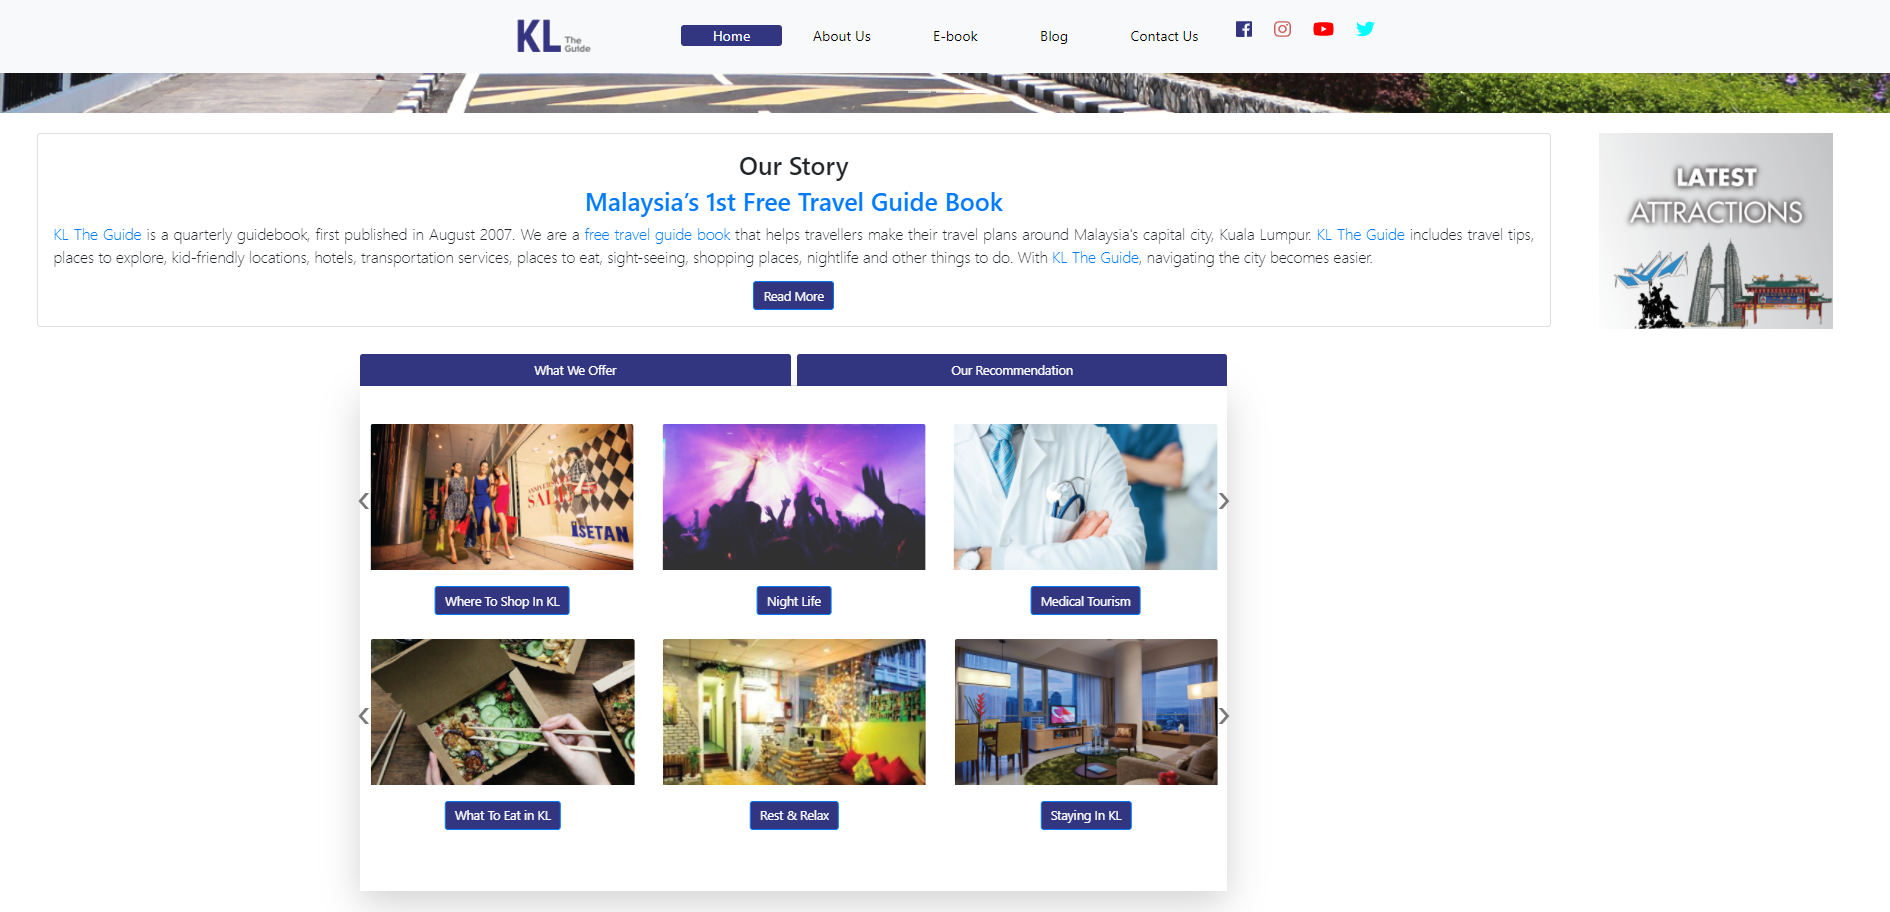 KL The Guide
Home
About Us
E-book
Blog
Contact Us
Our Story
Malaysia’s 1st Free Travel Guide Book
KL The Guide is a quarterly guidebook, first published in August 2007. We are a free travel guide book that helps travellers make their travel plans around Malaysia's capital city, Kuala Lumpur. KL The Guide includes travel tips,
places to explore, kid-friendly locations, hotels, transportation services, places to eat, sight-seeing, shopping places, nightlife and other things to do. With KL The Guide, navigating the city becomes easier.
Read More
LATEST
ATTRACTIONS
What We Offer
Our Recommendation
SALE
ISETAN
Where To Shop In KL
Night Life
Medical Tourism
What To Eat in KL
Rest & Relax
Staying In KL